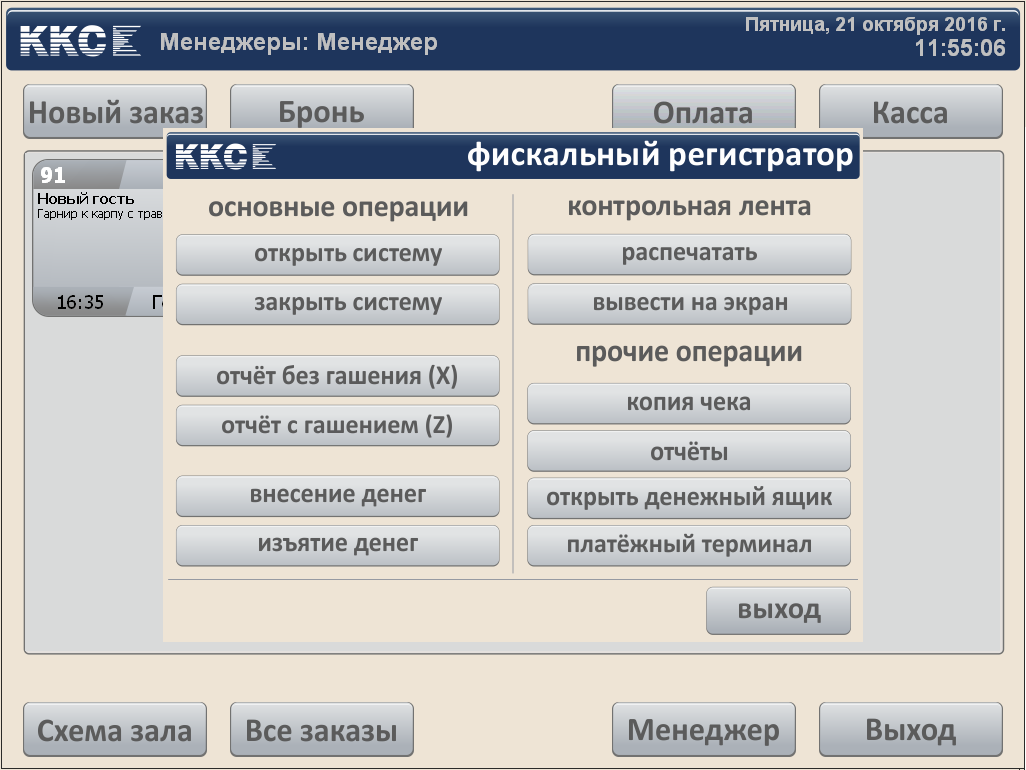 ККС Менеджеры: Менеджер
Пятница, 21 октября 2016 г.
11:55:06
Новый заказ
Бронь
Оплата
Касса
91
Новый гость
Гарнир к карпу с трав
16:35
ККС
фискальный регистратор
основные операции
открыть систему
закрыть систему
отчёт без гашения (X)
отчёт с гашением (Z)
внесение денег
изъятие денег
контрольная лента
распечатать
вывести на экран
прочие операции
копия чека
отчёты
открыть денежный ящик
платёжный терминал
выход
Схема зала
Все заказы
Менеджер
Выход